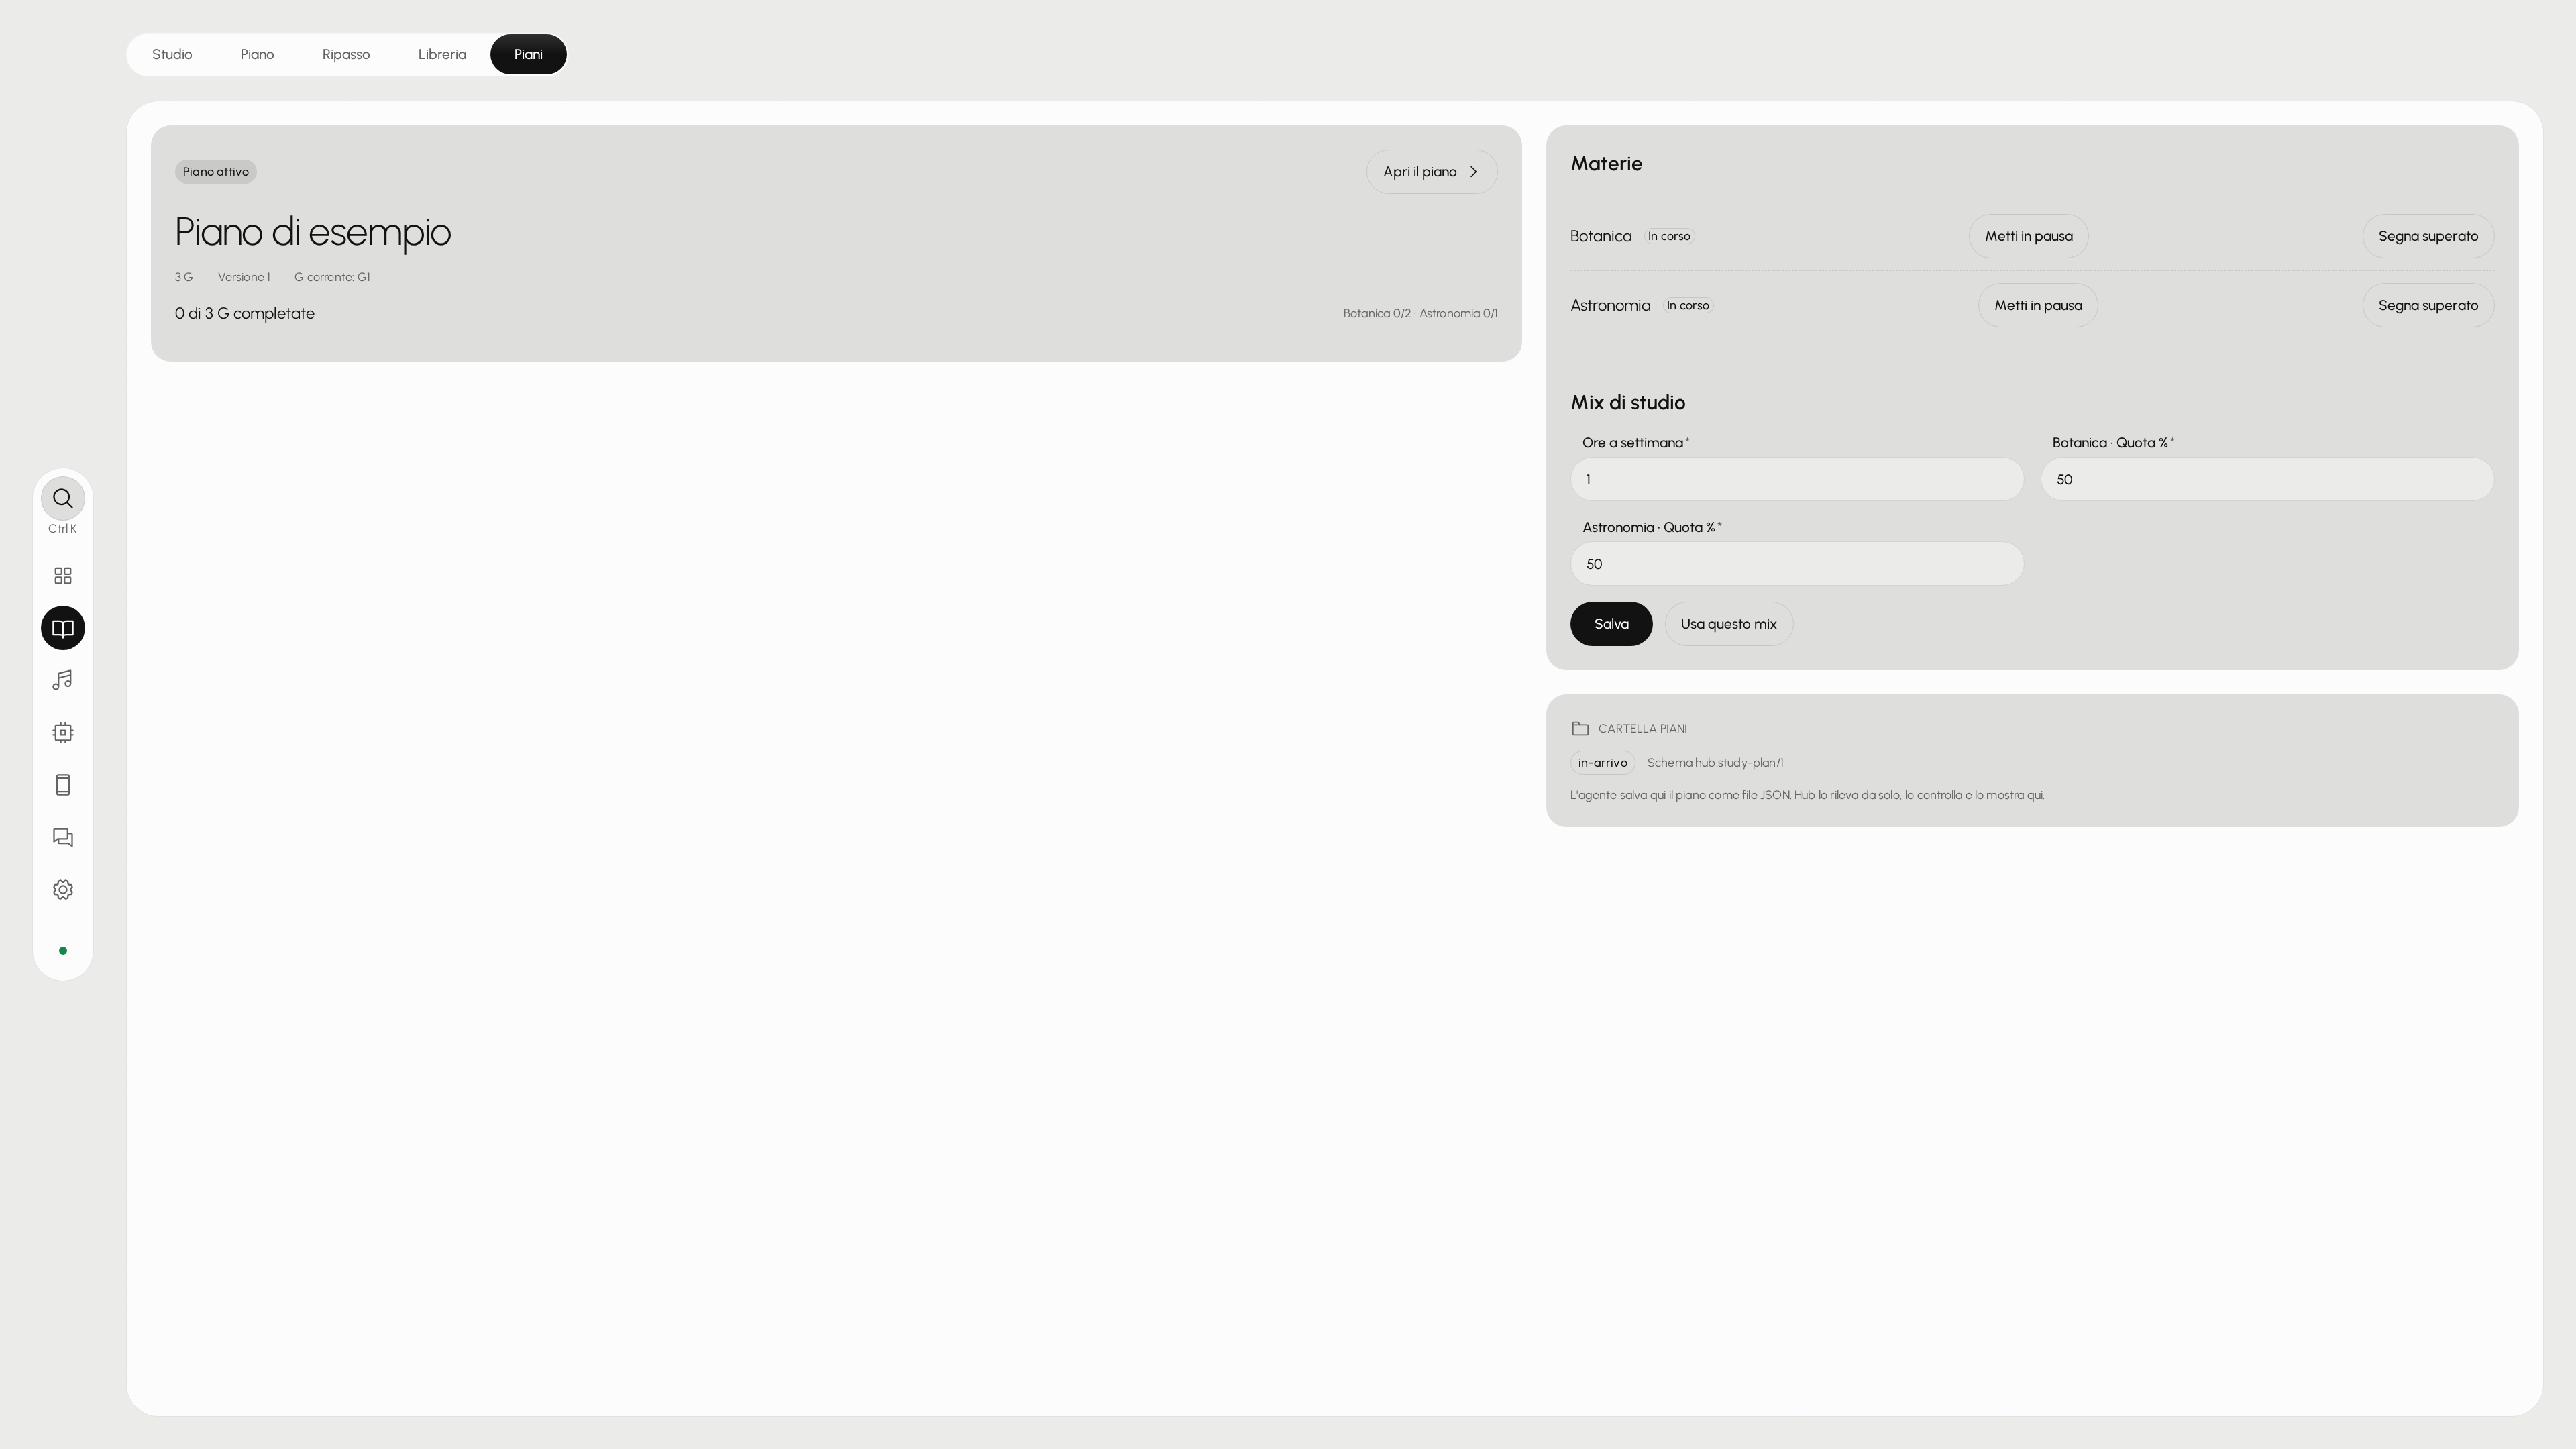 Studio Piano Ripasso Libreria Piani
Piano attivo
Apri il piano
Piano di esempio
3 G Versione 1 G corrente: G1
0 di 3 G completate
Botanica 0/2 · Astronomia 0/1
Materie
Botanica In corso Metti in pausa Segna superato
Astronomia In corso Metti in pausa Segna superato
Mix di studio
Ore a settimana * Botanica · Quota % *
1 50
Astronomia · Quota % *
50
Salva Usa questo mix
CARTELLA PIANI
in-arrivo Schema hub.study-plan/1
L'agente salva qui il piano come file JSON. Hub lo rileva da solo, lo controlla e lo mostra qui.
Ctrl K